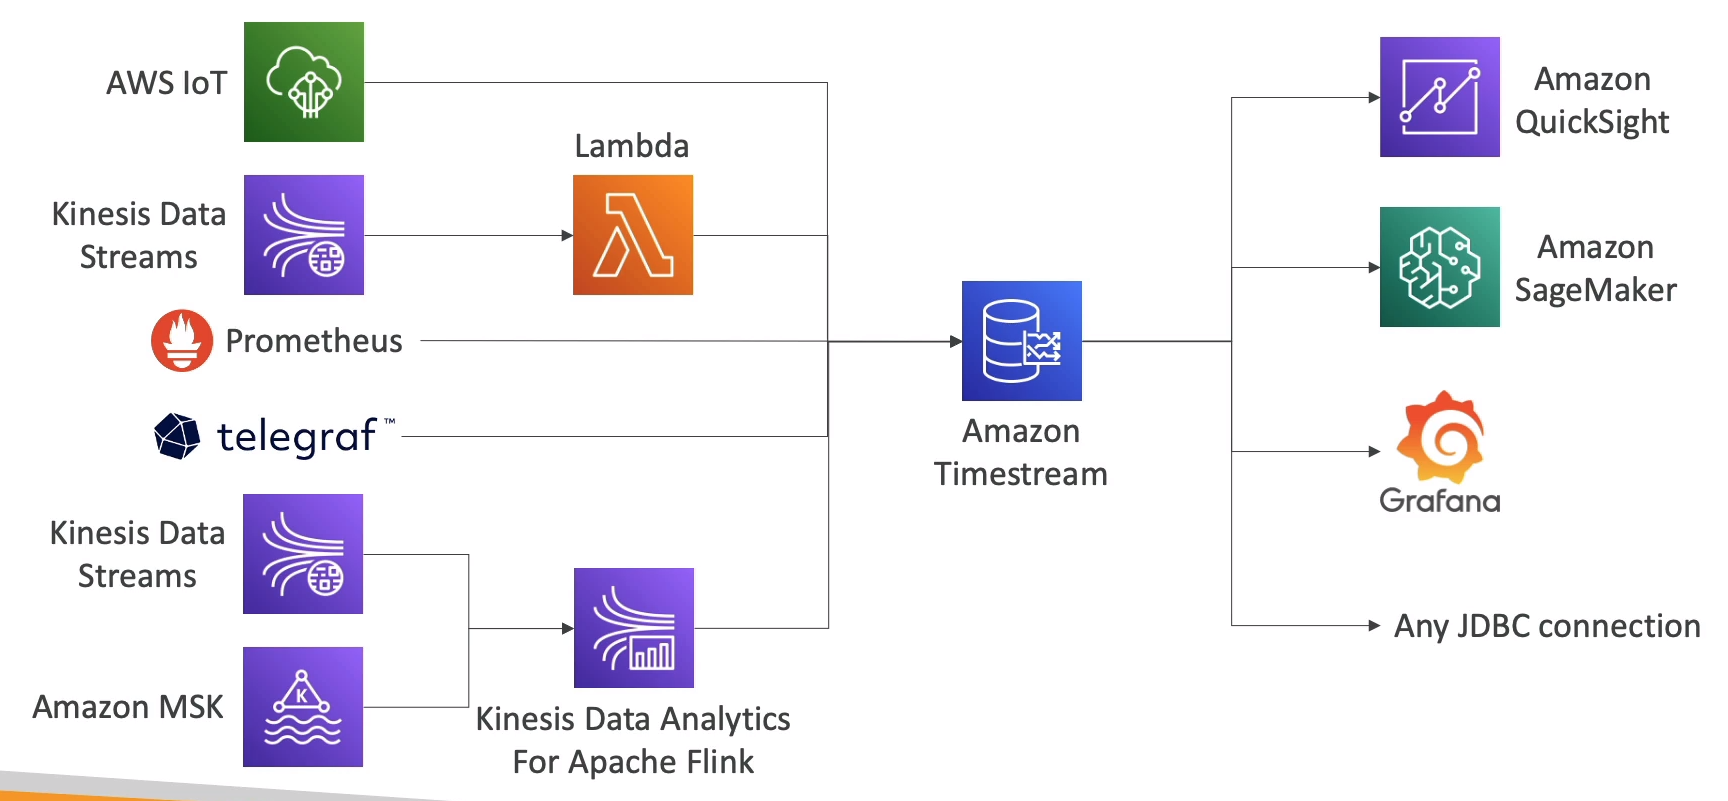 AWS IoT
Lambda
Kinesis Data
Streams
Prometheus
telegraf™
Kinesis Data
Streams
Amazon MSK
Kinesis Data Analytics
For Apache Flink
Amazon
Timestream
Amazon
QuickSight
Amazon
SageMaker
Grafana
Any JDBC connection
K